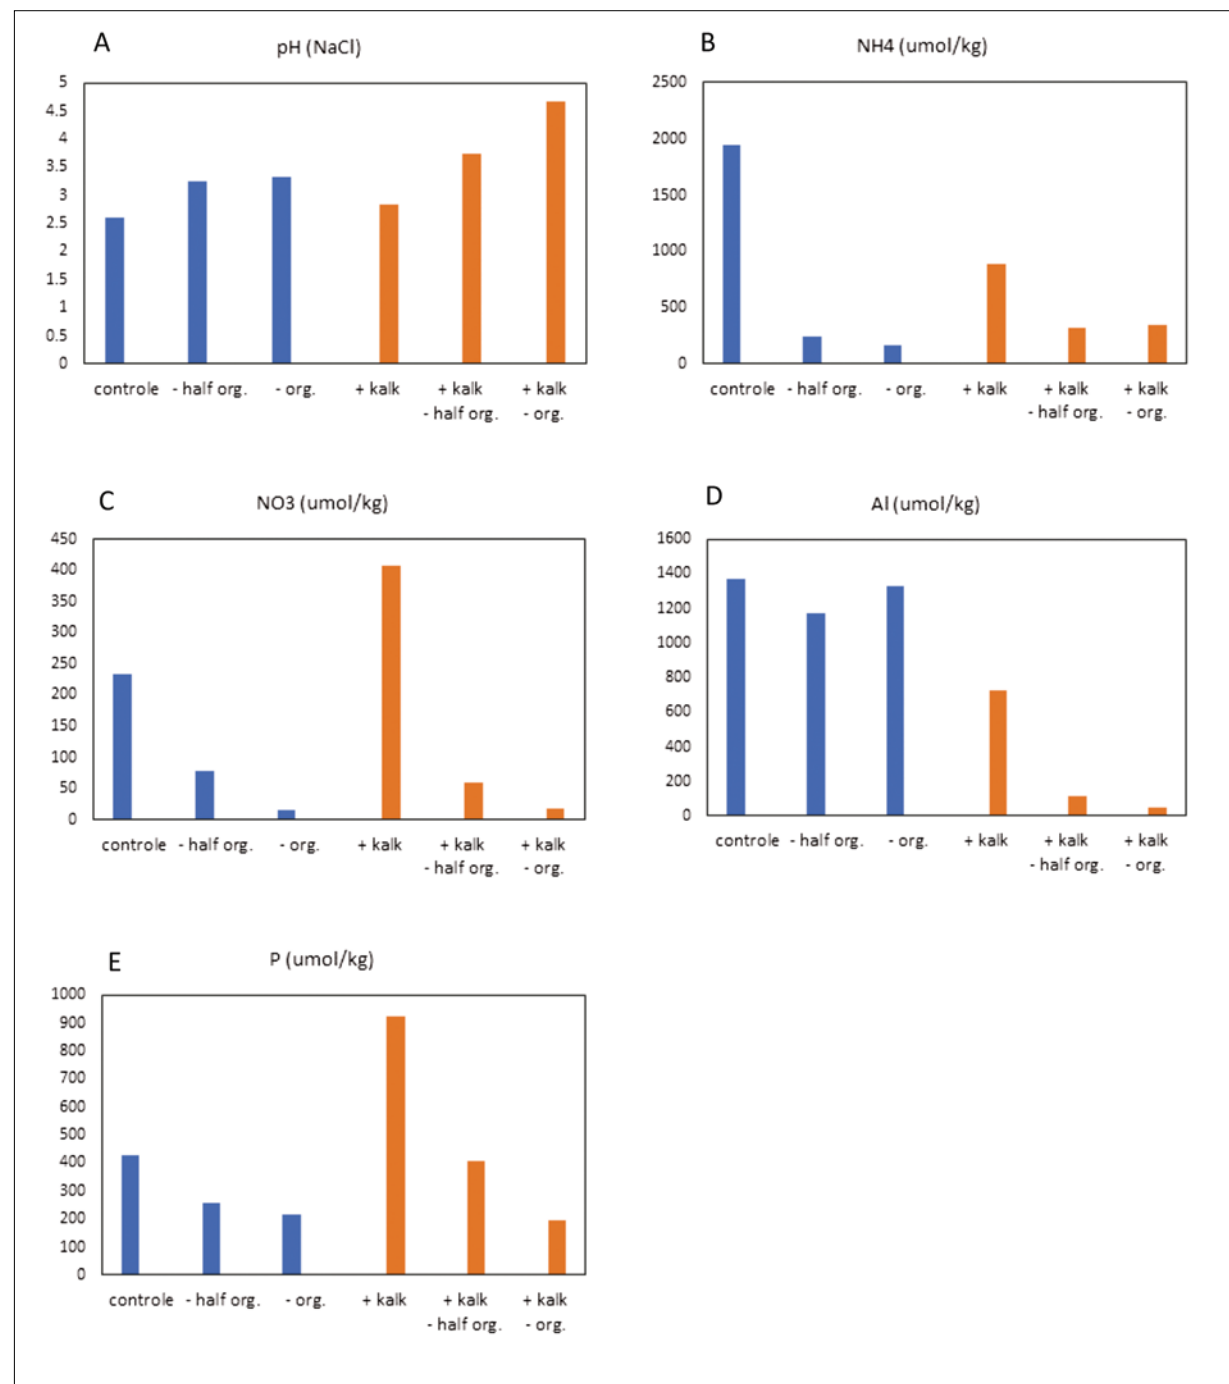 A
pH (NaCl)
5
4.5
4
3.5
3
2.5
2
1.5
1
0.5
0
controle - half org. - org. + kalk + kalk + kalk
- half org. - org.
B
NH4 (umol/kg)
2500
2000
1500
1000
500
0
controle - half org. - org. + kalk + kalk + kalk
- half org. - org.
C
NO3 (umol/kg)
450
400
350
300
250
200
150
100
50
0
controle - half org. - org. + kalk + kalk + kalk
- half org. - org.
D
Al (umol/kg)
1600
1400
1200
1000
800
600
400
200
0
controle - half org. - org. + kalk + kalk + kalk
- half org. - org.
E
P (umol/kg)
1000
900
800
700
600
500
400
300
200
100
0
controle - half org. - org. + kalk + kalk + kalk
- half org. - org.